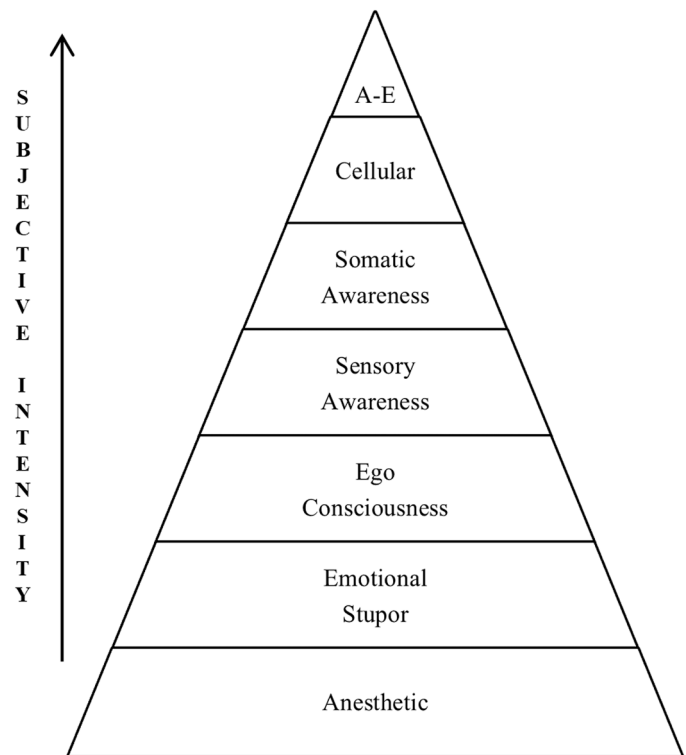 SUBJECTIVE INTENSITY
A-E
Cellular
Somatic
Awareness
Sensory
Awareness
Ego
Consciousness
Emotional
Stupor
Anesthetic